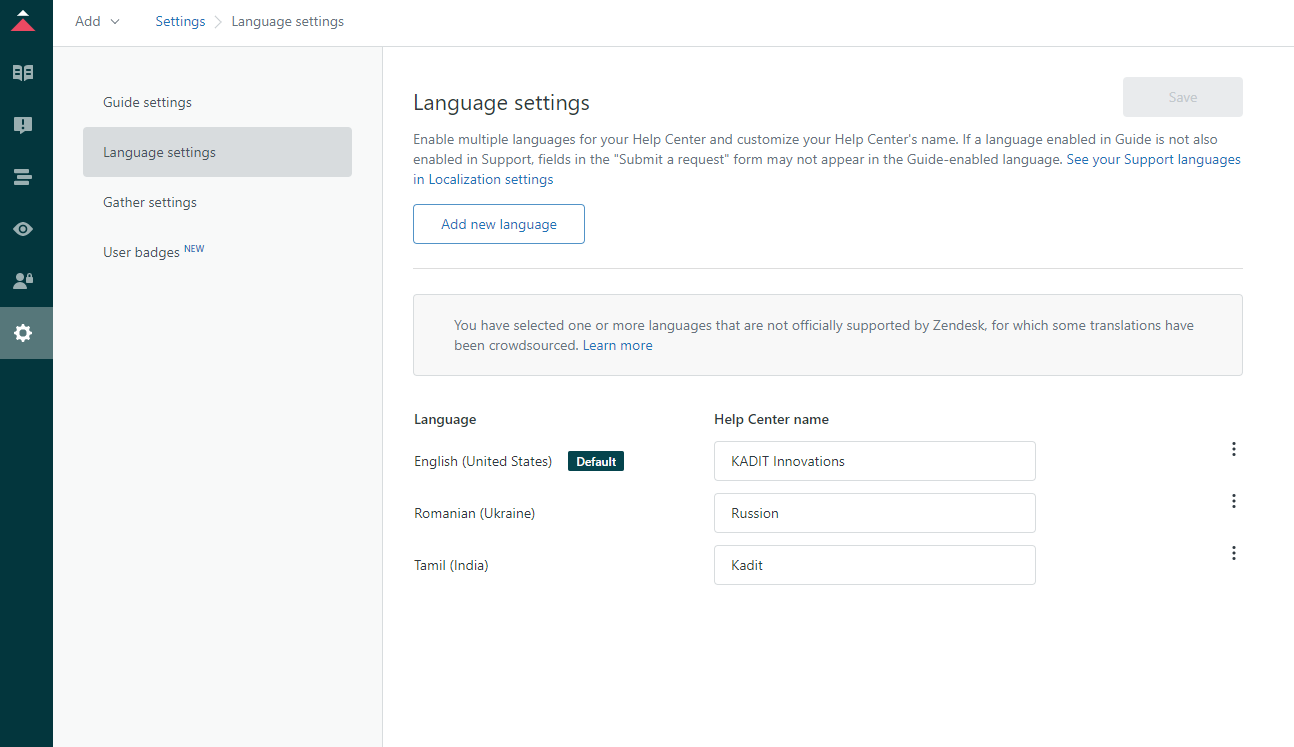 Add
Settings
Language settings
Guide settings
Language settings
Gather settings
User badges NEW
Language settings
Save
Enable multiple languages for your Help Center and customize your Help Center's name. If a language enabled in Guide is not also
enabled in Support, fields in the "Submit a request" form may not appear in the Guide-enabled language. See your Support languages
in Localization settings
Add new language
You have selected one or more languages that are not officially supported by Zendesk, for which some translations have
been crowdsourced. Learn more
Language Help Center name
English (United States) Default KADIT Innovations
Romanian (Ukraine) Russion
Tamil (India) Kadit